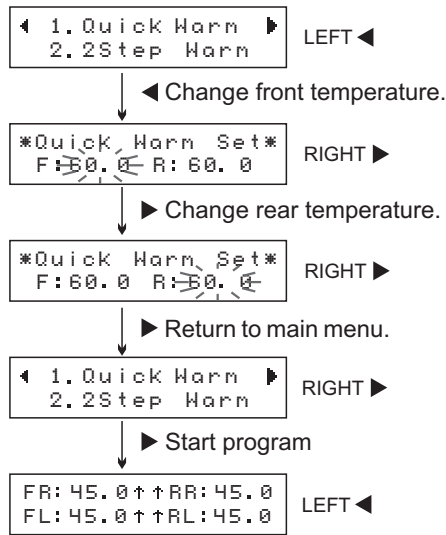 ◀ 1.Quick Warm ▶ LEFT ◀
2.2Step Warm
◀ Change front temperature.
*Quick Warm Set* RIGHT ▶
F:60.0 R:60.0
▶ Change rear temperature.
*Quick Warm Set* RIGHT ▶
F:60.0 R:60.0
▶ Return to main menu.
◀ 1.Quick Warm ▶ RIGHT ▶
2.2Step Warm
▶ Start program
FR:45.0↑↑RR:45.0 LEFT ◀
FL:45.0↑↑RL:45.0